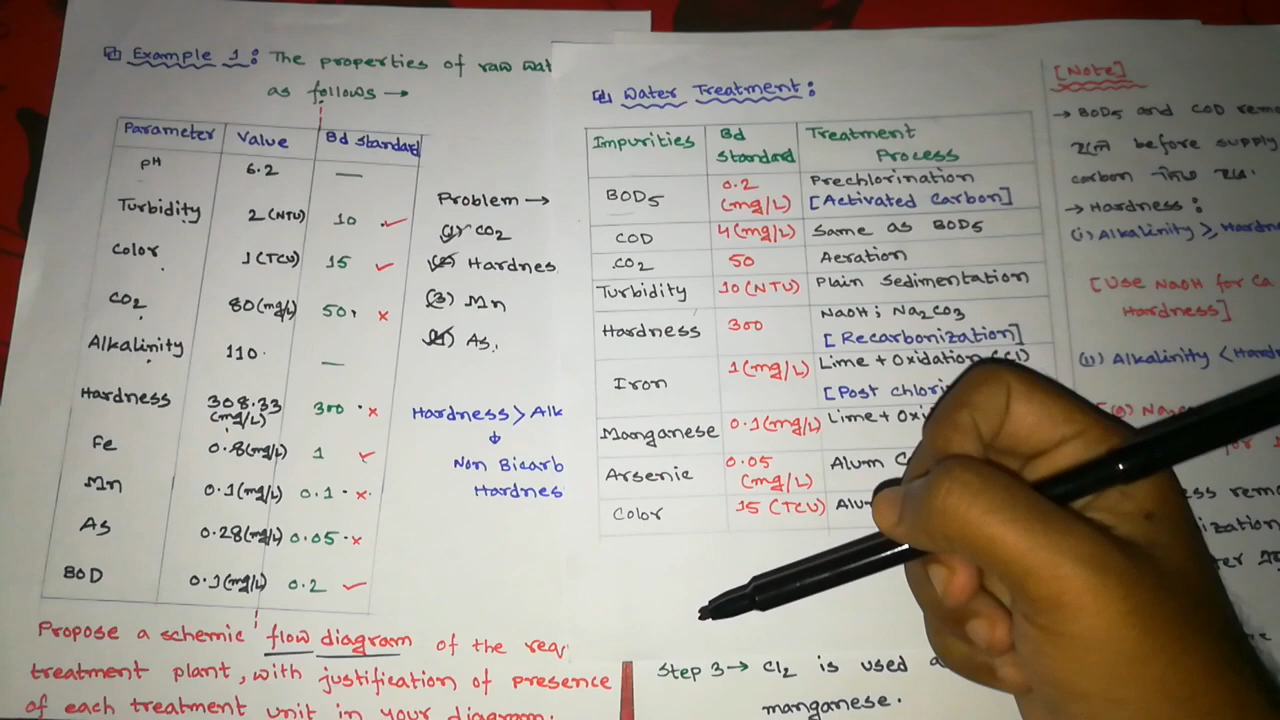 Example 1: The properties of raw wat
as follows →
Parameter Value Bd Standard
pH 6.2 —
Turbidity 2 (NTU) 10 ✓
Color 1 (TCU) 15 ✓
CO2 80 (mg/L) 50 ×
Alkalinity 110 —
Hardness 308.33 (mg/L) 300 ×
Fe 0.8 (mg/L) 1 ✓
Mn 0.1 (mg/L) 0.1 ×
As 0.28 (mg/L) 0.05 ×
BOD 0.1 (mg/L) 0.2 ✓
Problem →
(1) CO2
Hardnes
(3) Mn
As.
Hardness > Alk
↓
Non Bicarb
Hardnes
Propose a schemic flow diagram of the req
treatment plant, with justification of presence
of each treatment unit in your diagram.
Water Treatment:
Impurities Bd Standard Treatment Process
BOD5 0.2 (mg/L) Prechlorination [Activated Carbon]
COD 4 (mg/L) Same as BOD5
CO2 50 Aeration
Turbidity 10 (NTU) Plain Sedimentation
Hardness 300 NaOH; Na2CO3 [Recarbonization]
Iron 1 (mg/L) Lime + Oxidation [Post chlori
Manganese 0.1 (mg/L) Lime + Oxi
Arsenic 0.05 (mg/L) Alum
Color 15 (TCU) Alu
Step 3 → Cl2 is used
manganese.
[Note]
→ BOD5 and COD rem
before supply
carbon দিতে হবে.
→ Hardness:
(i) Alkalinity ≥ Hardn
[Use NaOH for Ca
Hardness]
(ii) Alkalinity < Hard